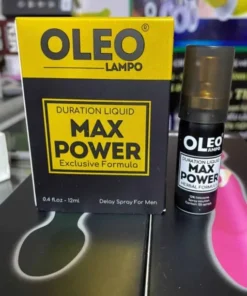 OLEO®
LAMPO
DURATION LIQUID
MAX
POWER
Exclusive Formula
0.4 fl.oz - 12ml.
Delay Spray For Men
OLEO
LAMPO
DURATION LIQUID
MAX
POWER